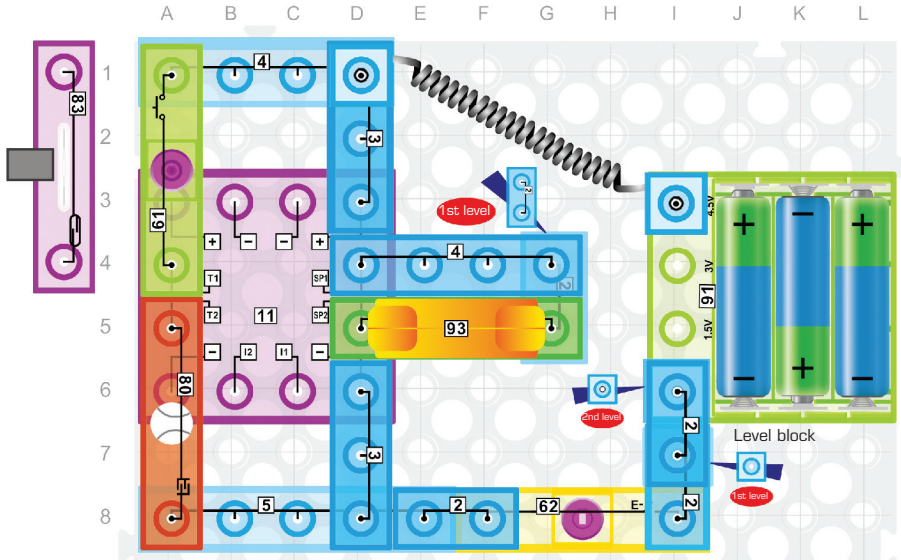 A B C D E F G H I J K L
1
2
3
4
5
6
7
8
83
4
3
61
2
1st level
4
2
+ - - +
T1 SP1
T2 SP2
11
- I2 I1 -
93
4.5V
3V
1.5V
91
+ - +
- + -
80
3
2nd level
2
Level block
1st level
5
2
62
E-
2